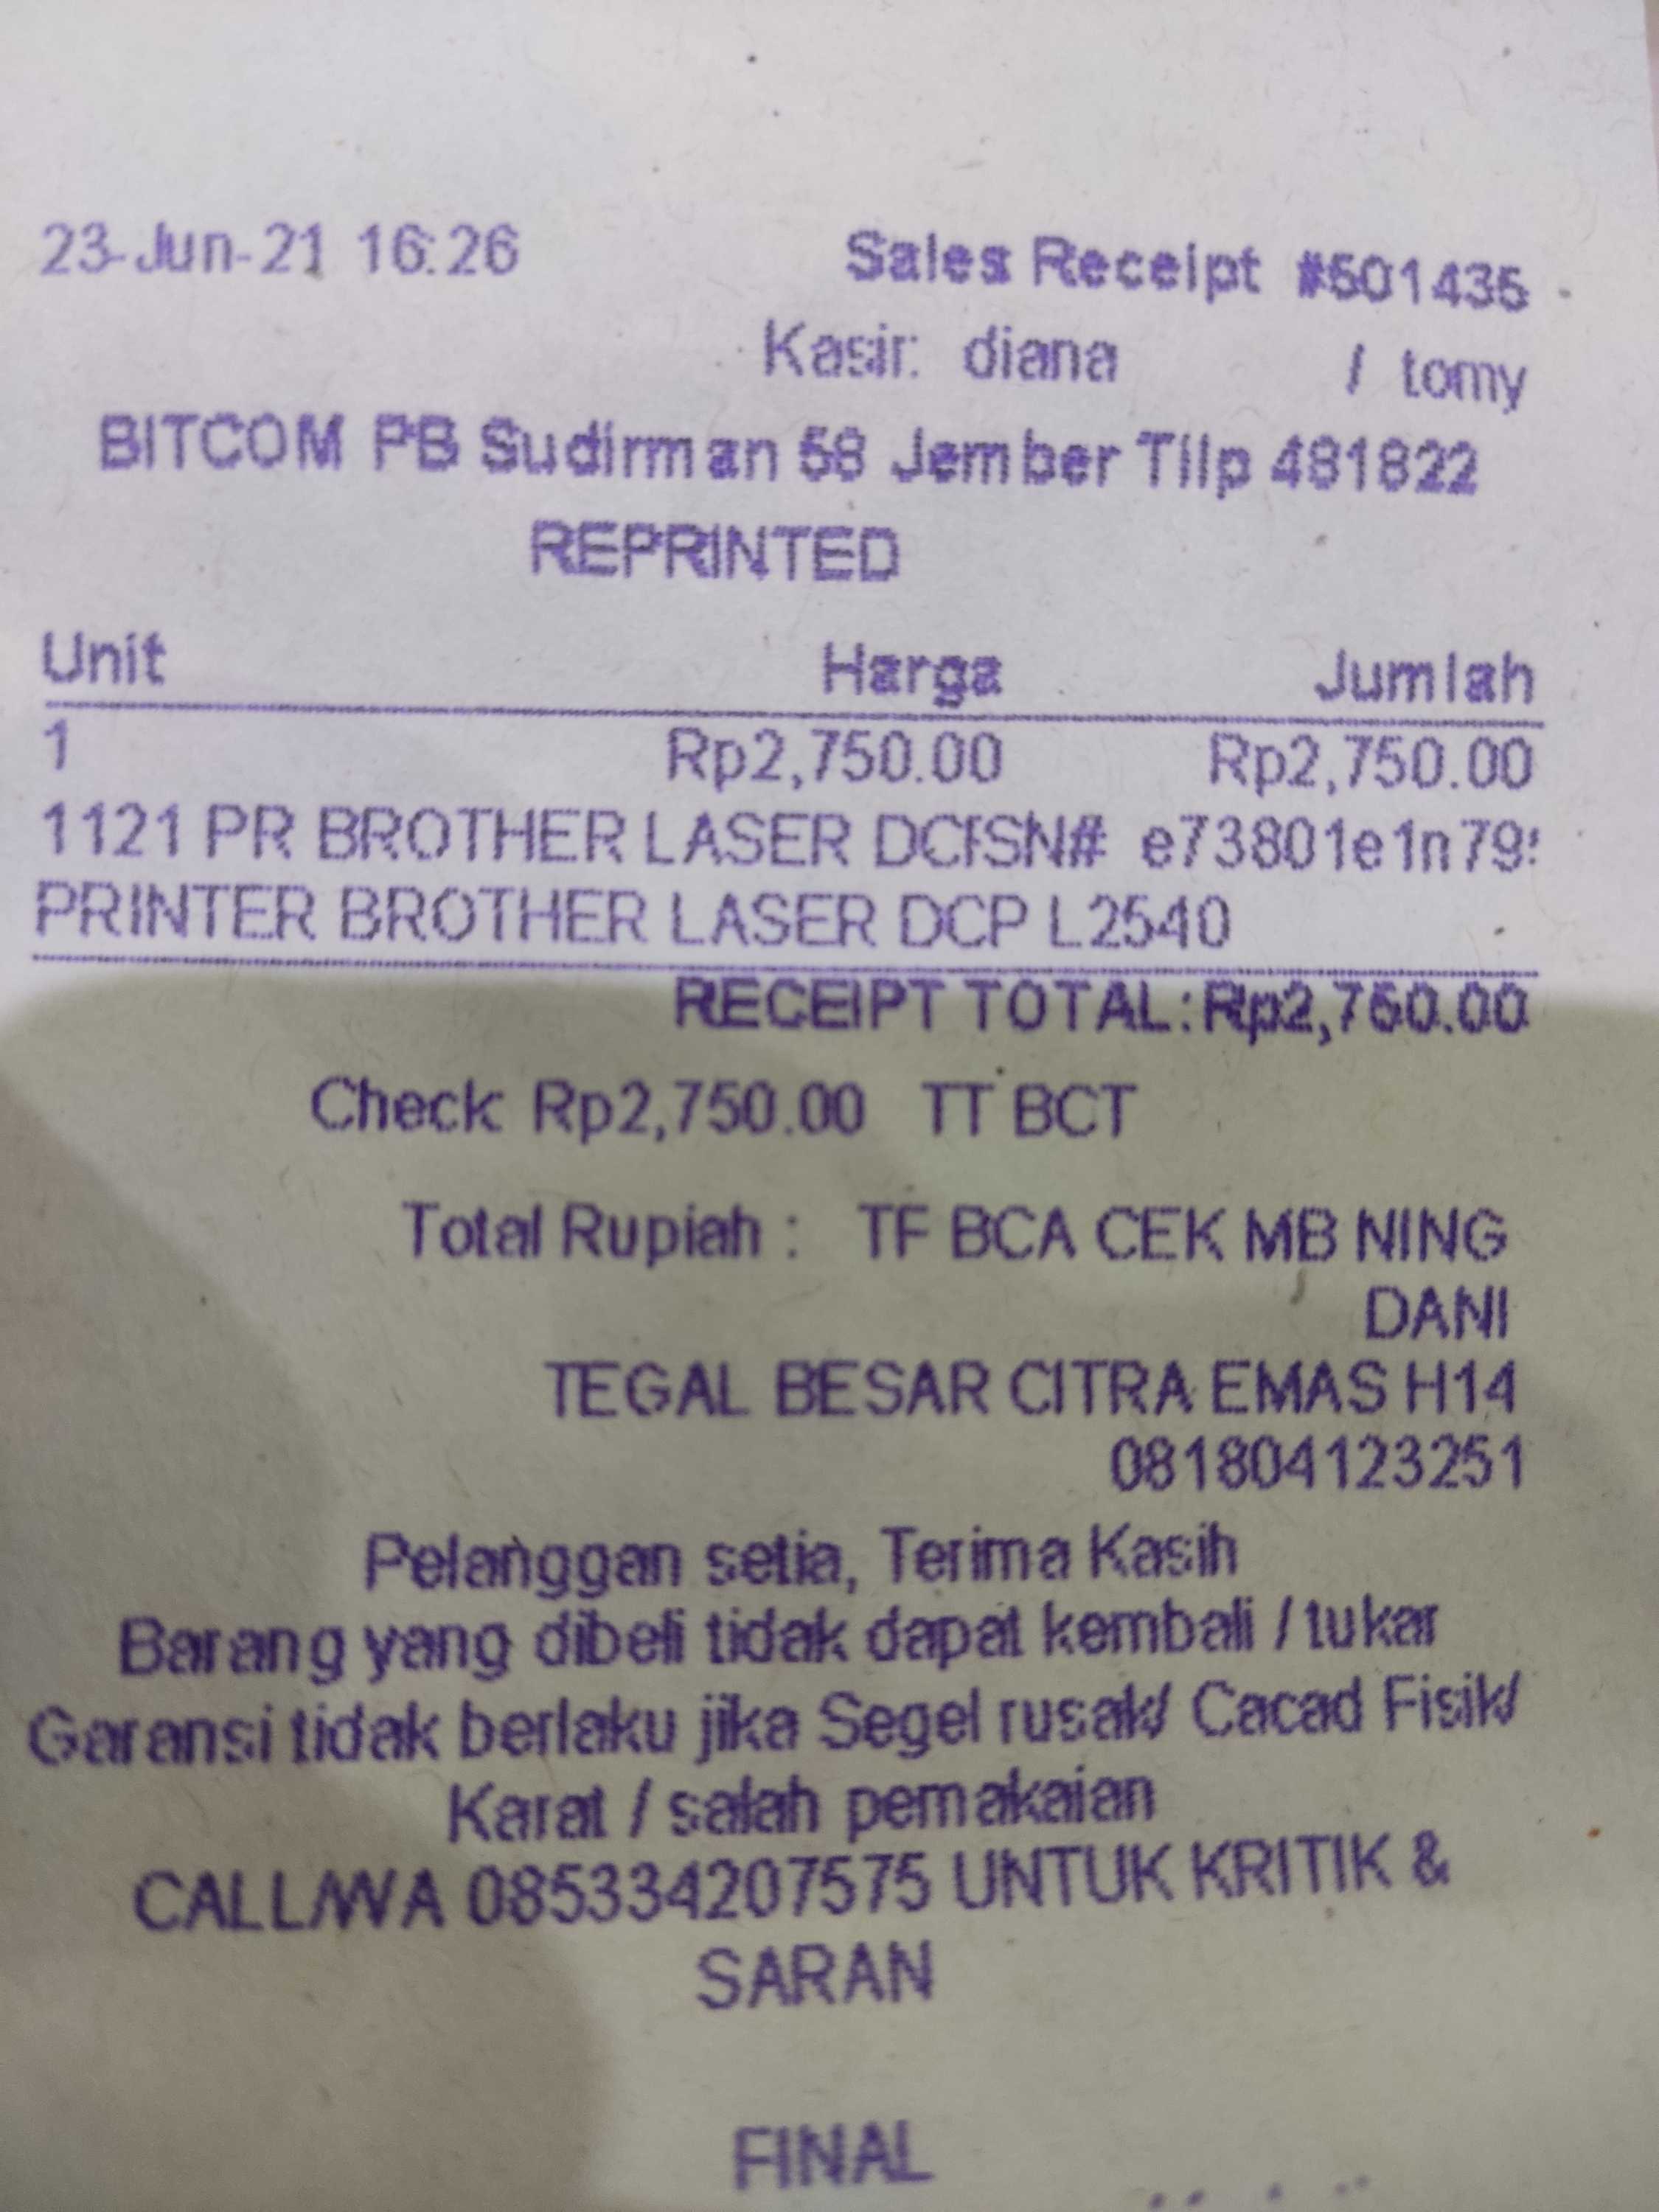 23-Jun-21 16:26 Sales Receipt #501435
Kasir: diana / tomy
BITCOM PB Sudirman 58 Jember Tllp 481822
REPRINTED
Unit Harga Jumlah
1 Rp2,750.00 Rp2,750.00
1121 PR BROTHER LASER DCFSN# e73801e1n79
PRINTER BROTHER LASER DCP L2540
RECEIPT TOTAL: Rp2,750.00
Check Rp2,750.00 TT BCT
Total Rupiah : TF BCA CEK MB NING
DANI
TEGAL BESAR CITRA EMAS H14
081804123251
Pelanggan setia, Terima Kasih
Barang yang dibeli tidak dapat kembali / tukar
Garansi tidak berlaku jika Segel rusak/ Cacad Fisik/
Karat / salah pemakaian
CALL/WA 085334207575 UNTUK KRITIK &
SARAN
FINAL